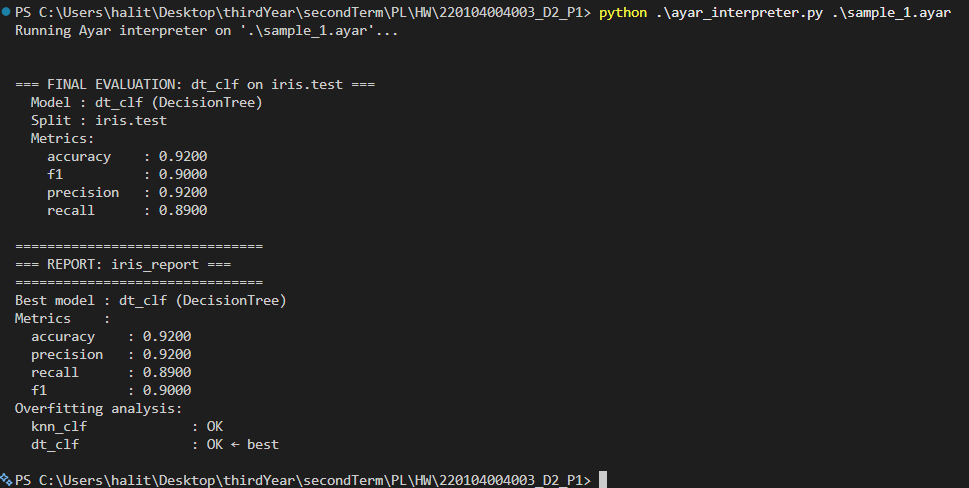 PS C:\Users\halit\Desktop\thirdYear\secondTerm\PL\HW\220104004003_D2_P1> python .\ayar_interpreter.py .\sample_1.ayar
Running Ayar interpreter on '.\sample_1.ayar'...
=== FINAL EVALUATION: dt_clf on iris.test ===
Model : dt_clf (DecisionTree)
Split : iris.test
Metrics:
accuracy : 0.9200
f1 : 0.9000
precision : 0.9200
recall : 0.8900
===============================
=== REPORT: iris_report ===
===============================
Best model : dt_clf (DecisionTree)
Metrics :
accuracy : 0.9200
precision : 0.9200
recall : 0.8900
f1 : 0.9000
Overfitting analysis:
knn_clf : OK
dt_clf : OK ← best
PS C:\Users\halit\Desktop\thirdYear\secondTerm\PL\HW\220104004003_D2_P1>